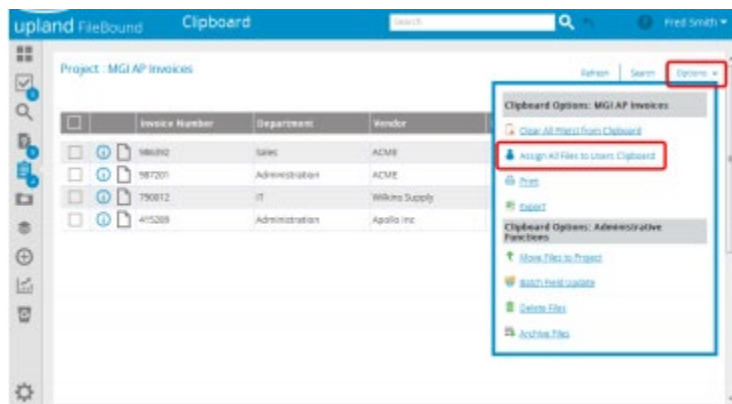 upland FileBound
Clipboard
Search
Fred Smith
Project : MGI AP Invoices
Refresh
Search
Options
Invoice Number Department Vendor
986392 Sales ACME
987201 Administration ACME
790812 IT Wilkins Supply
415289 Administration Apollo Inc
Clipboard Options: MGI AP Invoices
Clear All File(s) from Clipboard
Assign All Files to Users Clipboard
Print
Export
Clipboard Options: Administrative
Functions
Move Files to Project
Batch Field Update
Delete Files
Archive Files